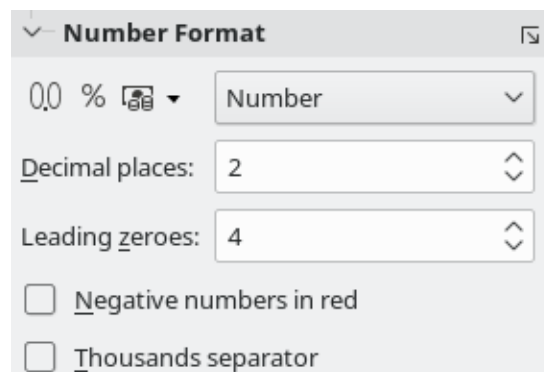 Number Format
0,0 % Number
Decimal places: 2
Leading zeroes: 4
Negative numbers in red
Thousands separator